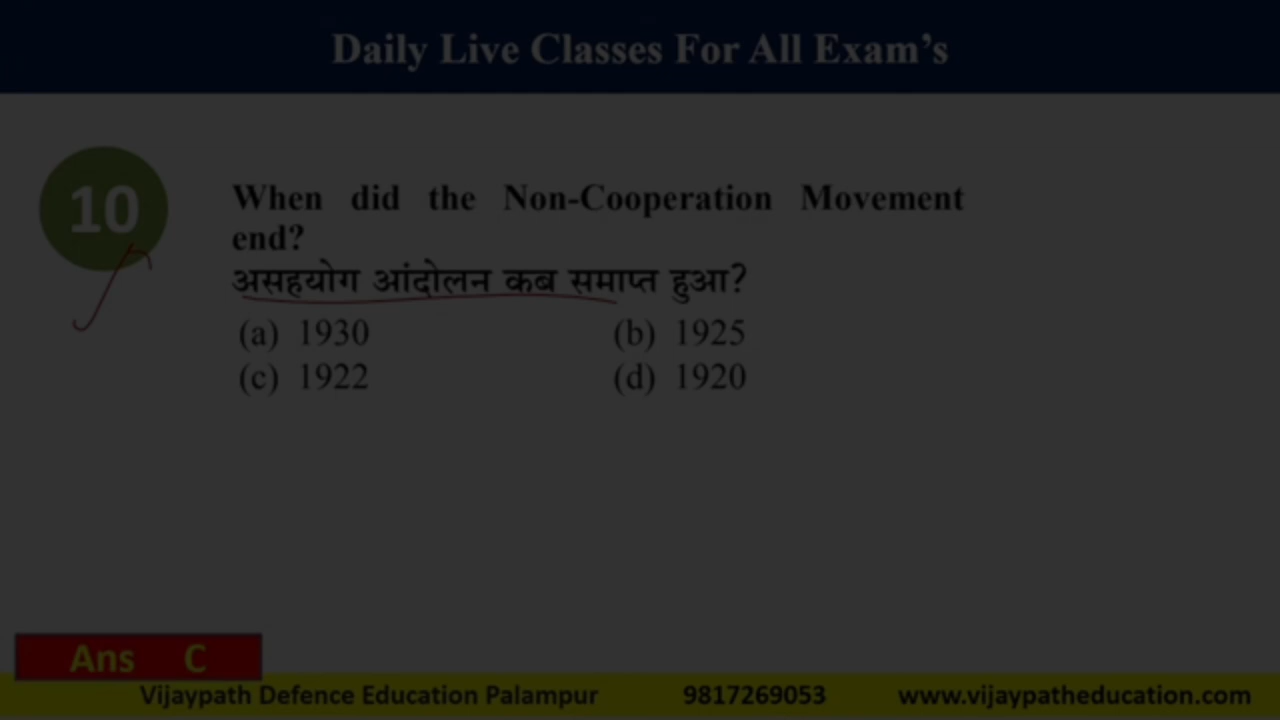 Daily Live Classes For All Exam's
10
When did the Non-Cooperation Movement
end?
असहयोग आंदोलन कब समाप्त हुआ?
(a) 1930 (b) 1925
(c) 1922 (d) 1920
Ans C
Vijaypath Defence Education Palampur 9817269053 www.vijaypatheducation.com